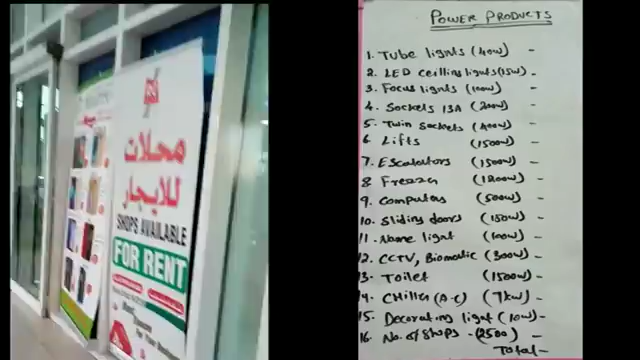 محلات
للايجار
SHOPS AVAILABLE
FOR RENT
POWER PRODUCTS
1. Tube lights (40W) -
2. LED ceilling lights (15W) -
3. Focus lights (100W) -
4. Sockets 13A (200W) -
5. Twin sockets (400W) -
6. Lifts (1500W) -
7. Escalators (1500W) -
8. Freezer (1200W) -
9. Computers (500W) -
10. Sliding doors (150W) -
11. Name light (100W) -
12. CCTV, Biomatic (300W) -
13. Toilet (1500W) -
14. CHiller (A-C) (7kW) -
15. Decorating light (10W) -
16. No. of shops - (2500) -
Total -